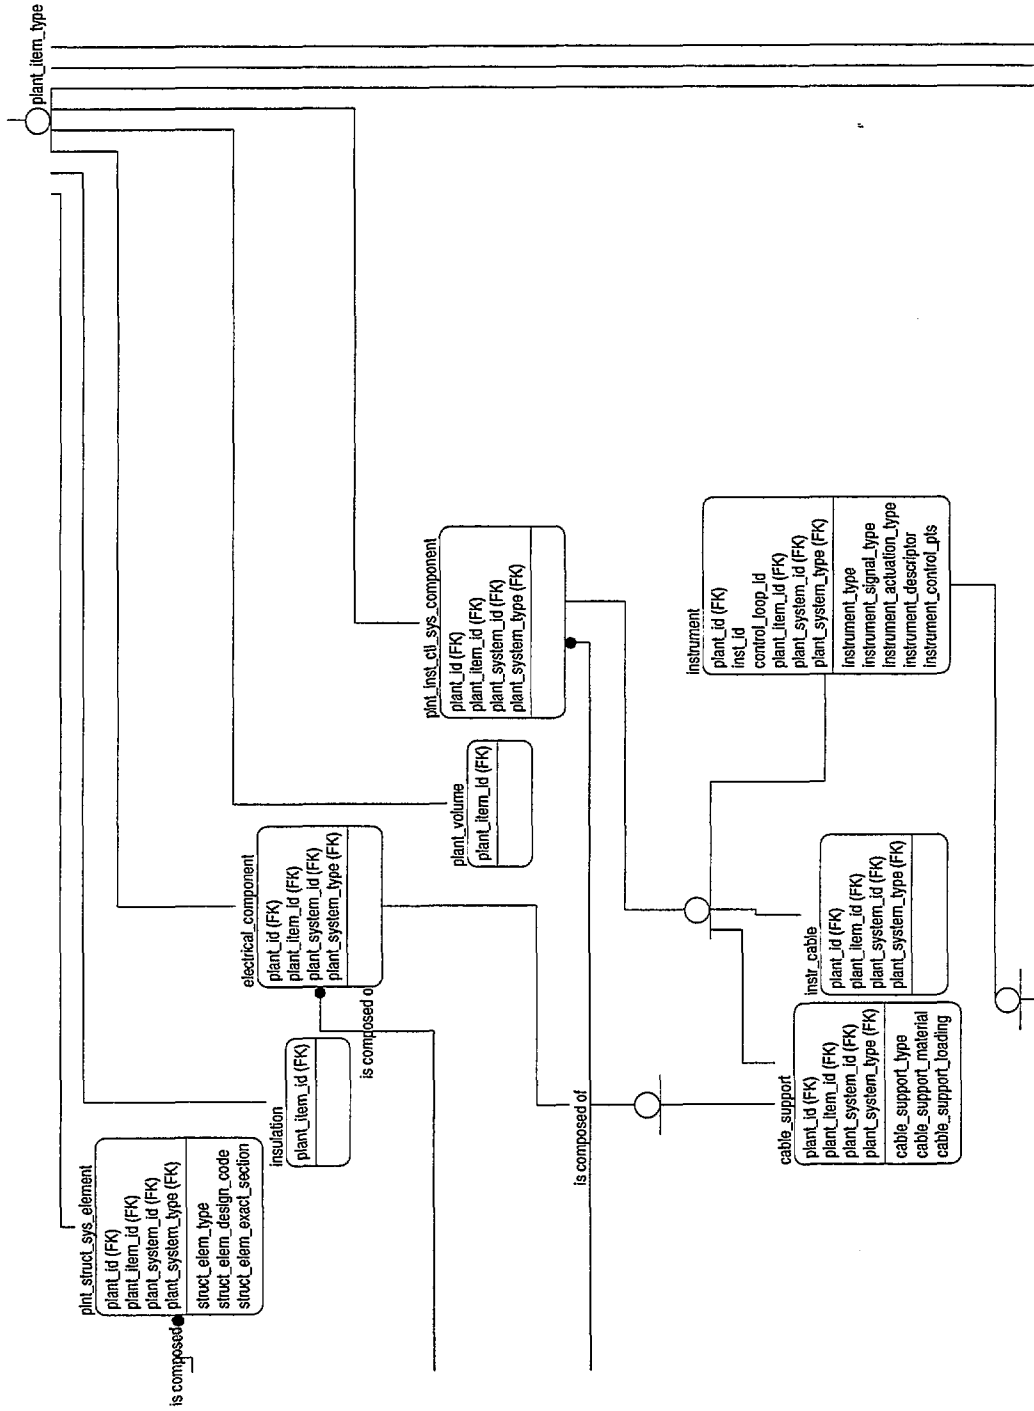 plant_item_type
plnt_struct_sys_element
plant_id (FK)
plant_item_id (FK)
plant_system_id (FK)
plant_system_type (FK)
struct_elem_type
struct_elem_design_code
struct_elem_exact_section
is composed
insulation
plant_item_id (FK)
electrical_component
plant_id (FK)
plant_item_id (FK)
plant_system_id (FK)
plant_system_type (FK)
is composed o
plant_volume
plant_item_id (FK)
plnt_inst_ctl_sys_component
plant_id (FK)
plant_item_id (FK)
plant_system_id (FK)
plant_system_type (FK)
is composed of
cable_support
plant_id (FK)
plant_item_id (FK)
plant_system_id (FK)
plant_system_type (FK)
cable_support_type
cable_support_material
cable_support_loading
instr_cable
plant_id (FK)
plant_item_id (FK)
plant_system_id (FK)
plant_system_type (FK)
instrument
plant_id (FK)
inst_id
control_loop_id
plant_item_id (FK)
plant_system_id (FK)
plant_system_type (FK)
instrument_type
instrument_signal_type
instrument_actuation_type
instrument_descriptor
instrument_control_pts